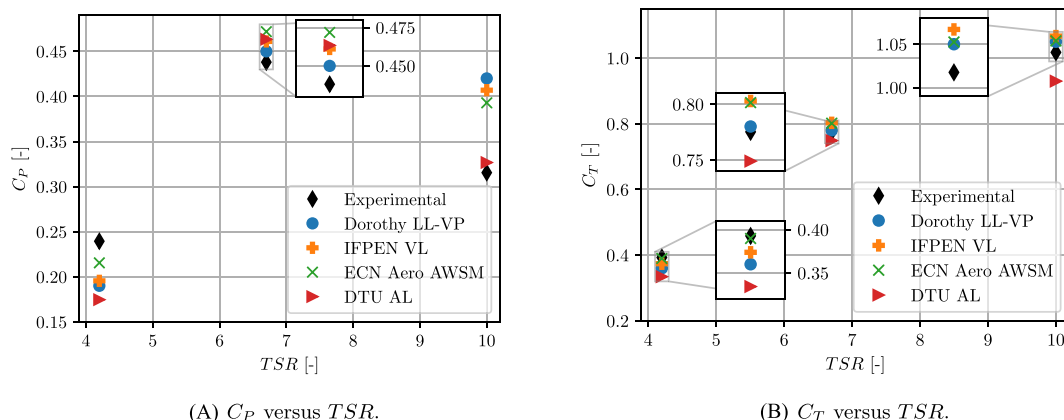 0.45
0.40
0.35
0.30
0.25
0.20
0.15
C_P [-]
0.475
0.450
Experimental
Dorothy LL-VP
IFPEN VL
ECN Aero AWSM
DTU AL
4 5 6 7 8 9 10
TSR [-]
(A) C_P versus TSR.
1.0
0.8
0.6
0.4
0.2
C_T [-]
1.05
1.00
0.80
0.75
0.40
0.35
Experimental
Dorothy LL-VP
IFPEN VL
ECN Aero AWSM
DTU AL
4 5 6 7 8 9 10
TSR [-]
(B) C_T versus TSR.